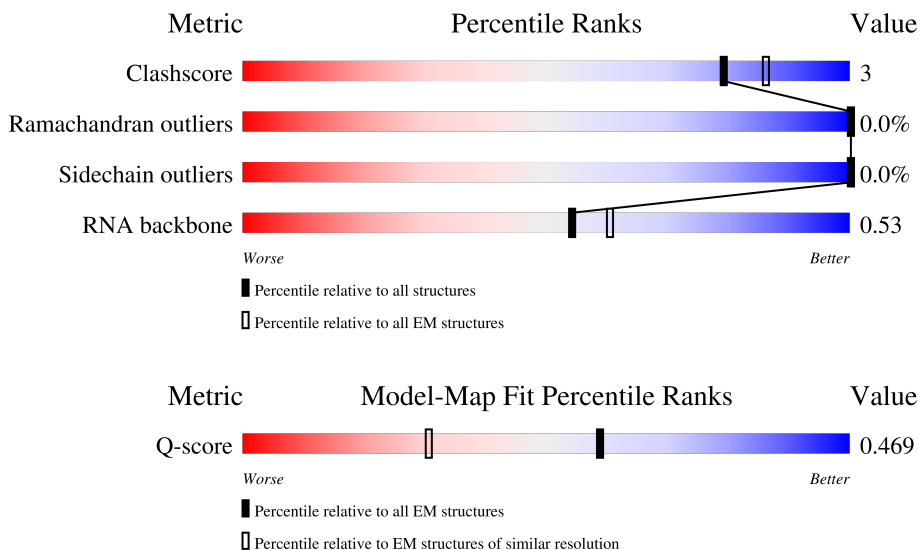 Metric Percentile Ranks Value
Clashscore 3
Ramachandran outliers 0.0%
Sidechain outliers 0.0%
RNA backbone 0.53
Worse Better
Percentile relative to all structures
Percentile relative to all EM structures
Metric Model-Map Fit Percentile Ranks Value
Q-score 0.469
Worse Better
Percentile relative to all EM structures
Percentile relative to EM structures of similar resolution